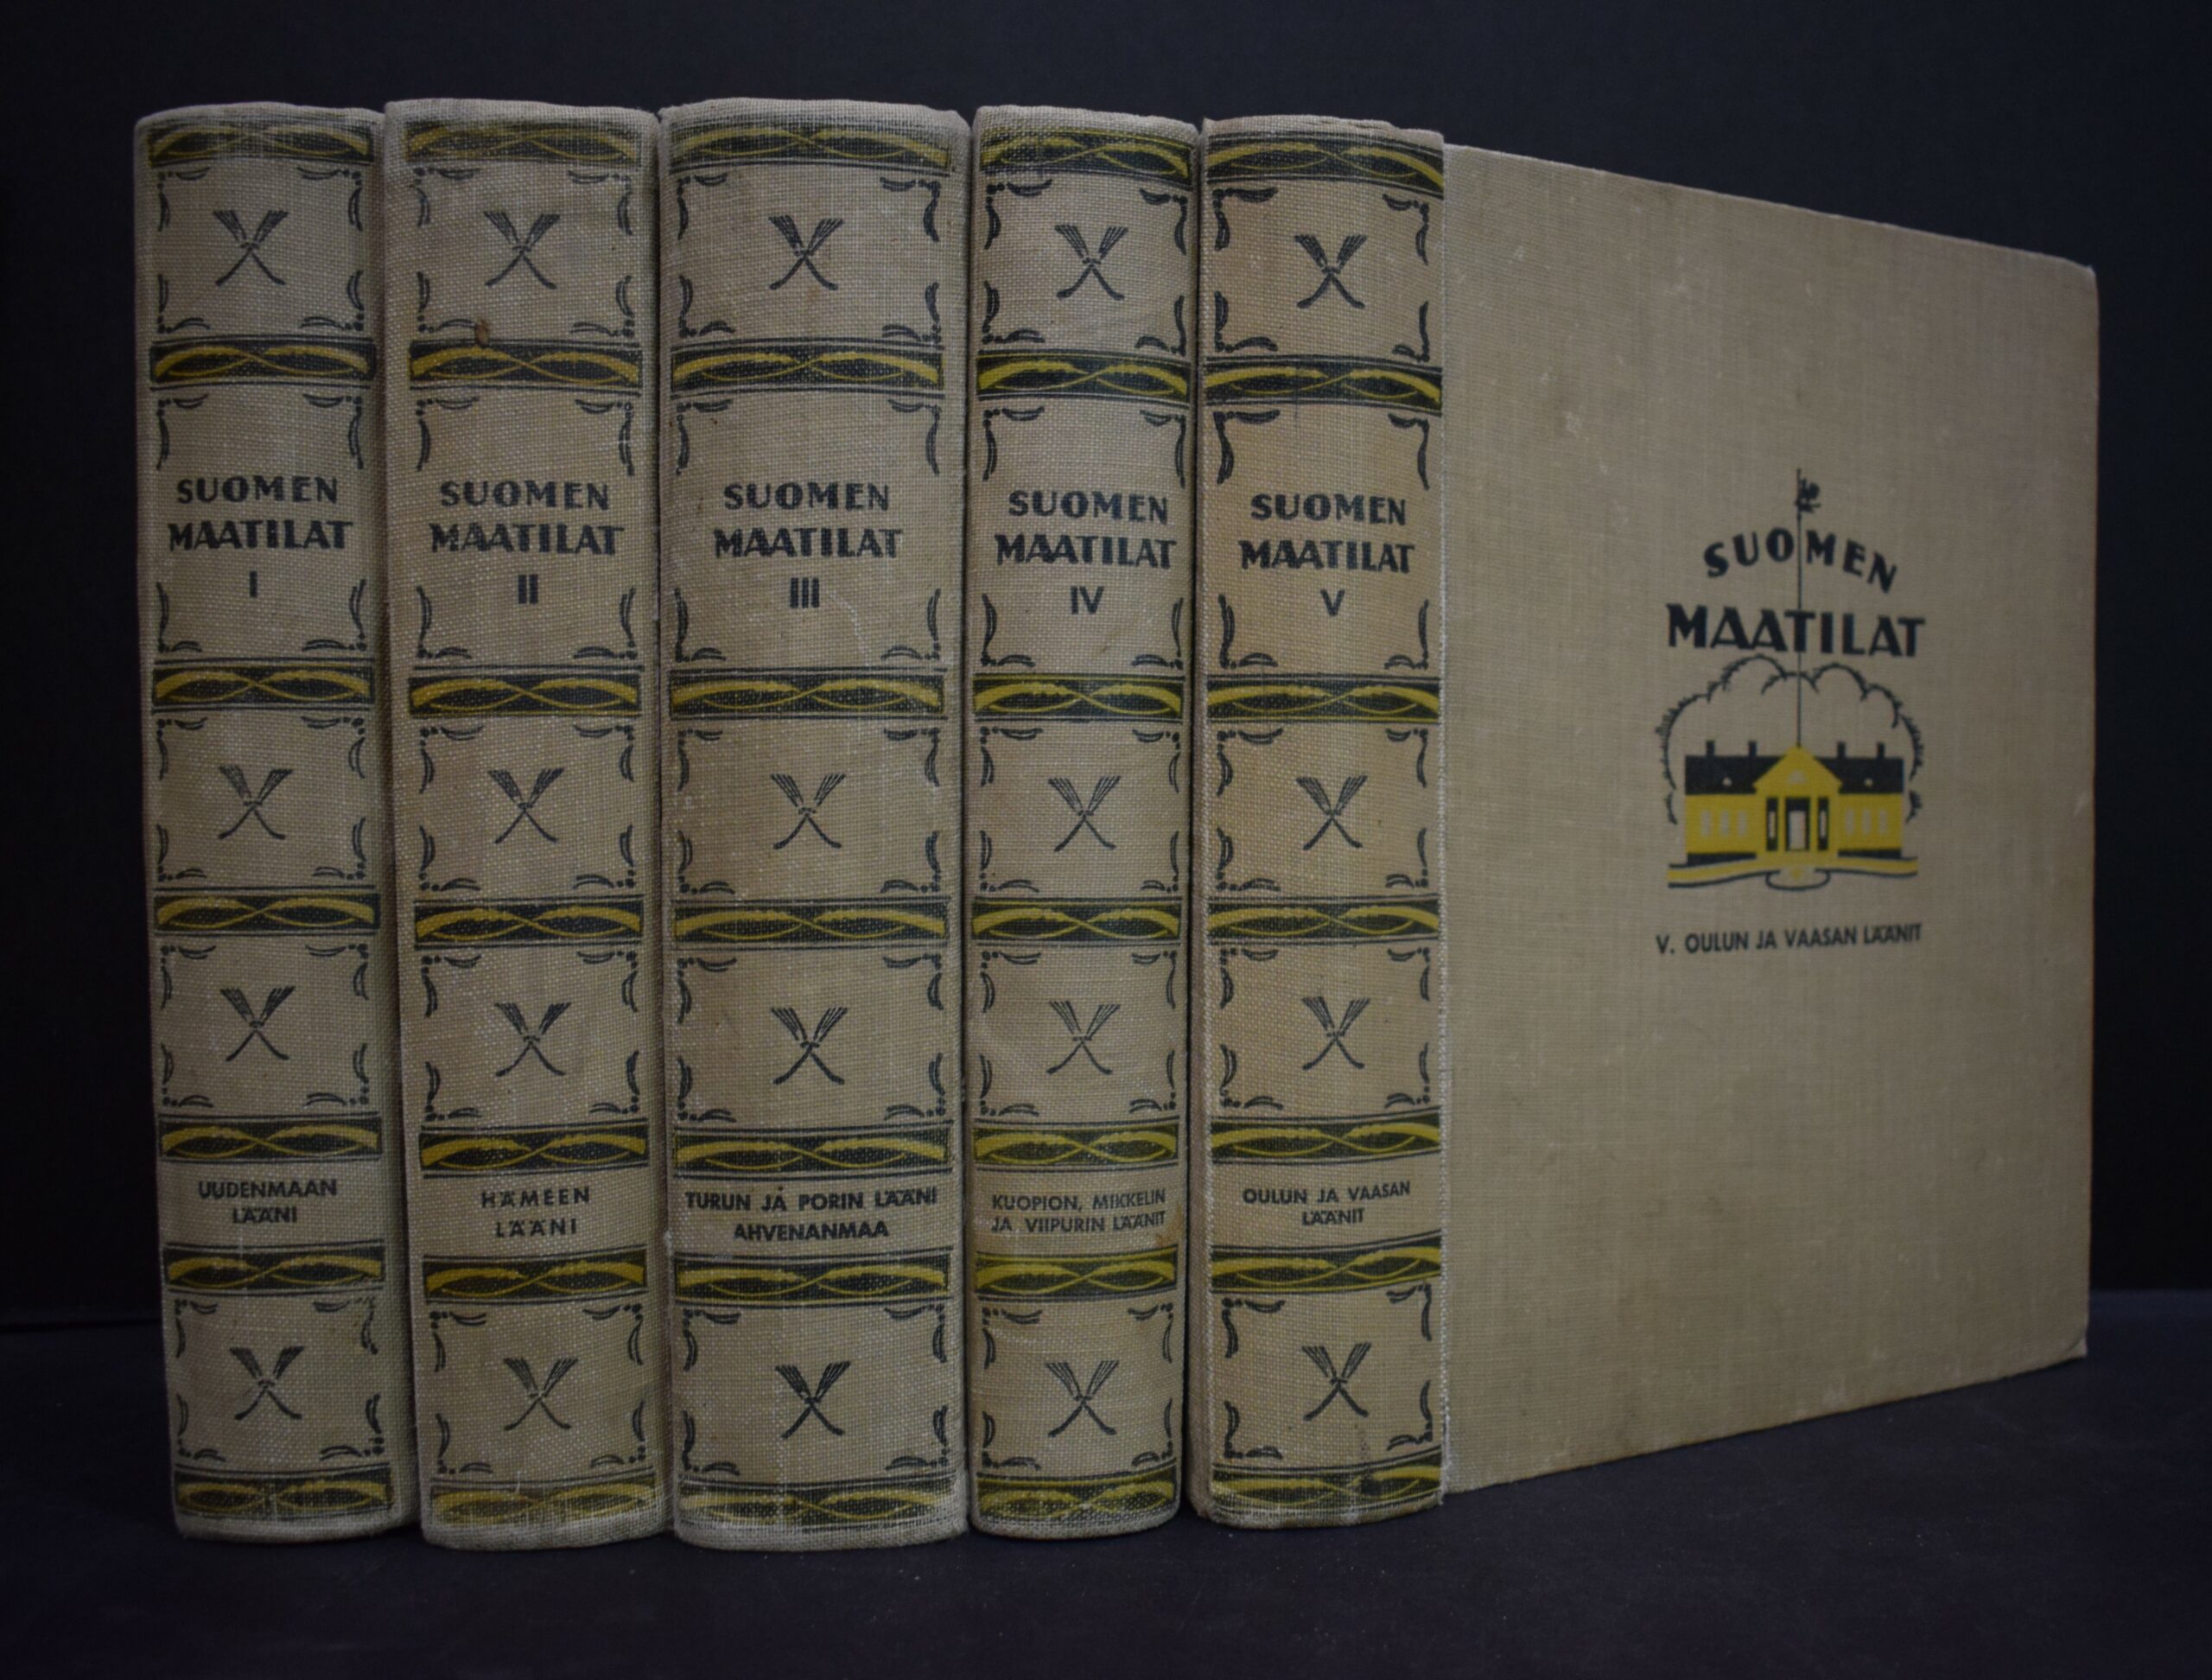 SUOMEN
MAATILAT
I
UUDENMAAN
LÄÄNI
SUOMEN
MAATILAT
II
HÄMEEN
LÄÄNI
SUOMEN
MAATILAT
III
TURUN JA PORIN LÄÄNI
AHVENANMAA
SUOMEN
MAATILAT
IV
KUOPION, MIKKELIN
JA VIIPURIN LÄÄNIT
SUOMEN
MAATILAT
V
OULUN JA VAASAN
LÄÄNIT
SUOMEN
MAATILAT
V. OULUN JA VAASAN LÄÄNIT